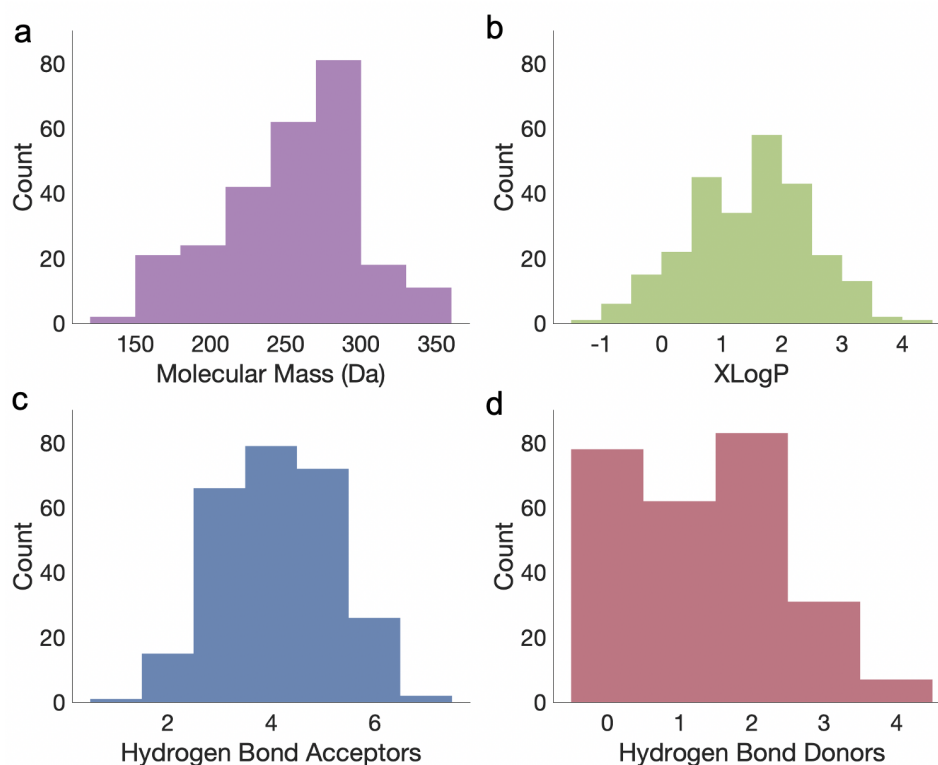 a
80
60
40
20
0
Count
150 200 250 300 350
Molecular Mass (Da)
b
80
60
40
20
0
Count
-1 0 1 2 3 4
XLogP
c
80
60
40
20
0
Count
2 4 6
Hydrogen Bond Acceptors
d
80
60
40
20
0
Count
0 1 2 3 4
Hydrogen Bond Donors